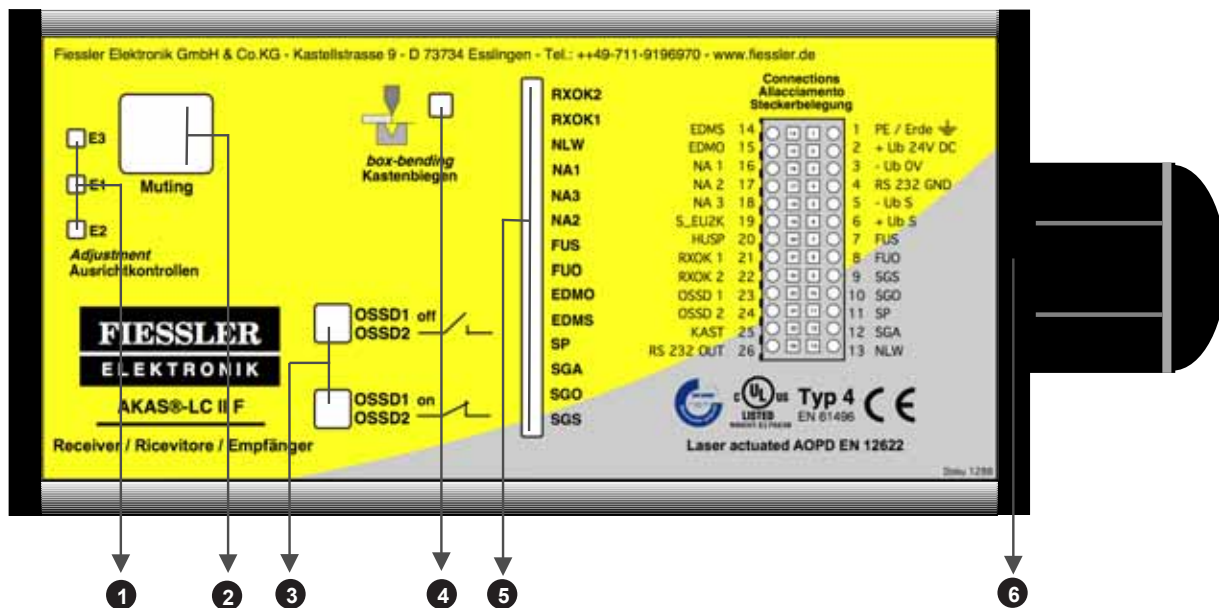 Fiessler Elektronik GmbH & Co.KG - Kastellstrasse 9 - D 73734 Esslingen - Tel.: ++49-711-9196970 - www.fiessler.de
E3
E1
E2
Adjustment
Ausrichtkontrollen
Muting
box-bending
Kastenbiegen
FIESSLER
ELEKTRONIK
AKAS®-LC II F
Receiver / Ricevitore / Empfänger
OSSD1 off
OSSD2
OSSD1 on
OSSD2
RXOK2
RXOK1
NLW
NA1
NA3
NA2
FUS
FUO
EDMO
EDMS
SP
SGA
SGO
SGS
Connections
Allacciamento
Steckerbelegung
EDMS 14 1 PE / Erde
EDMO 15 2 + Ub 24V DC
NA 1 16 3 - Ub 0V
NA 2 17 4 RS 232 GND
NA 3 18 5 - Ub S
S_EU2K 19 6 + Ub S
HUSP 20 7 FUS
RXOK 1 21 8 FUO
RXOK 2 22 9 SGS
OSSD 1 23 10 SGO
OSSD 2 24 11 SP
KAST 25 12 SGA
RS 232 OUT 26 13 NLW
C UL US
LISTED
Typ 4
EN 61496
CE
Laser actuated AOPD EN 12622
Doku 1288
1 2 3 4 5 6